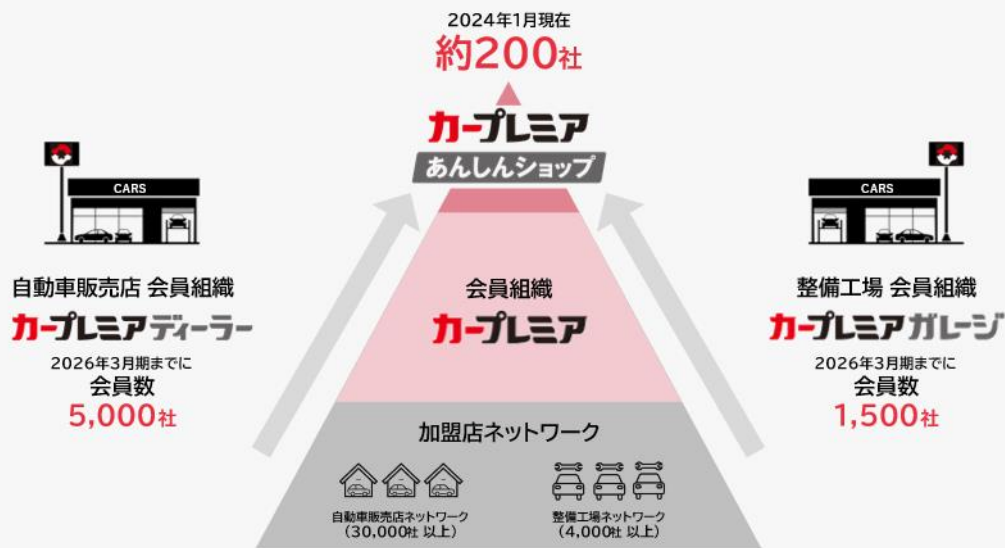 2024年1月現在
約200社
カープレミア
あんしんショップ
CARS
自動車販売店 会員組織
カープレミアディーラー
2026年3月期までに
会員数
5,000社
会員組織
カープレミア
CARS
整備工場 会員組織
カープレミアガレージ
2026年3月期までに
会員数
1,500社
加盟店ネットワーク
自動車販売店ネットワーク
（30,000社 以上）
整備工場ネットワーク
（4,000社 以上）